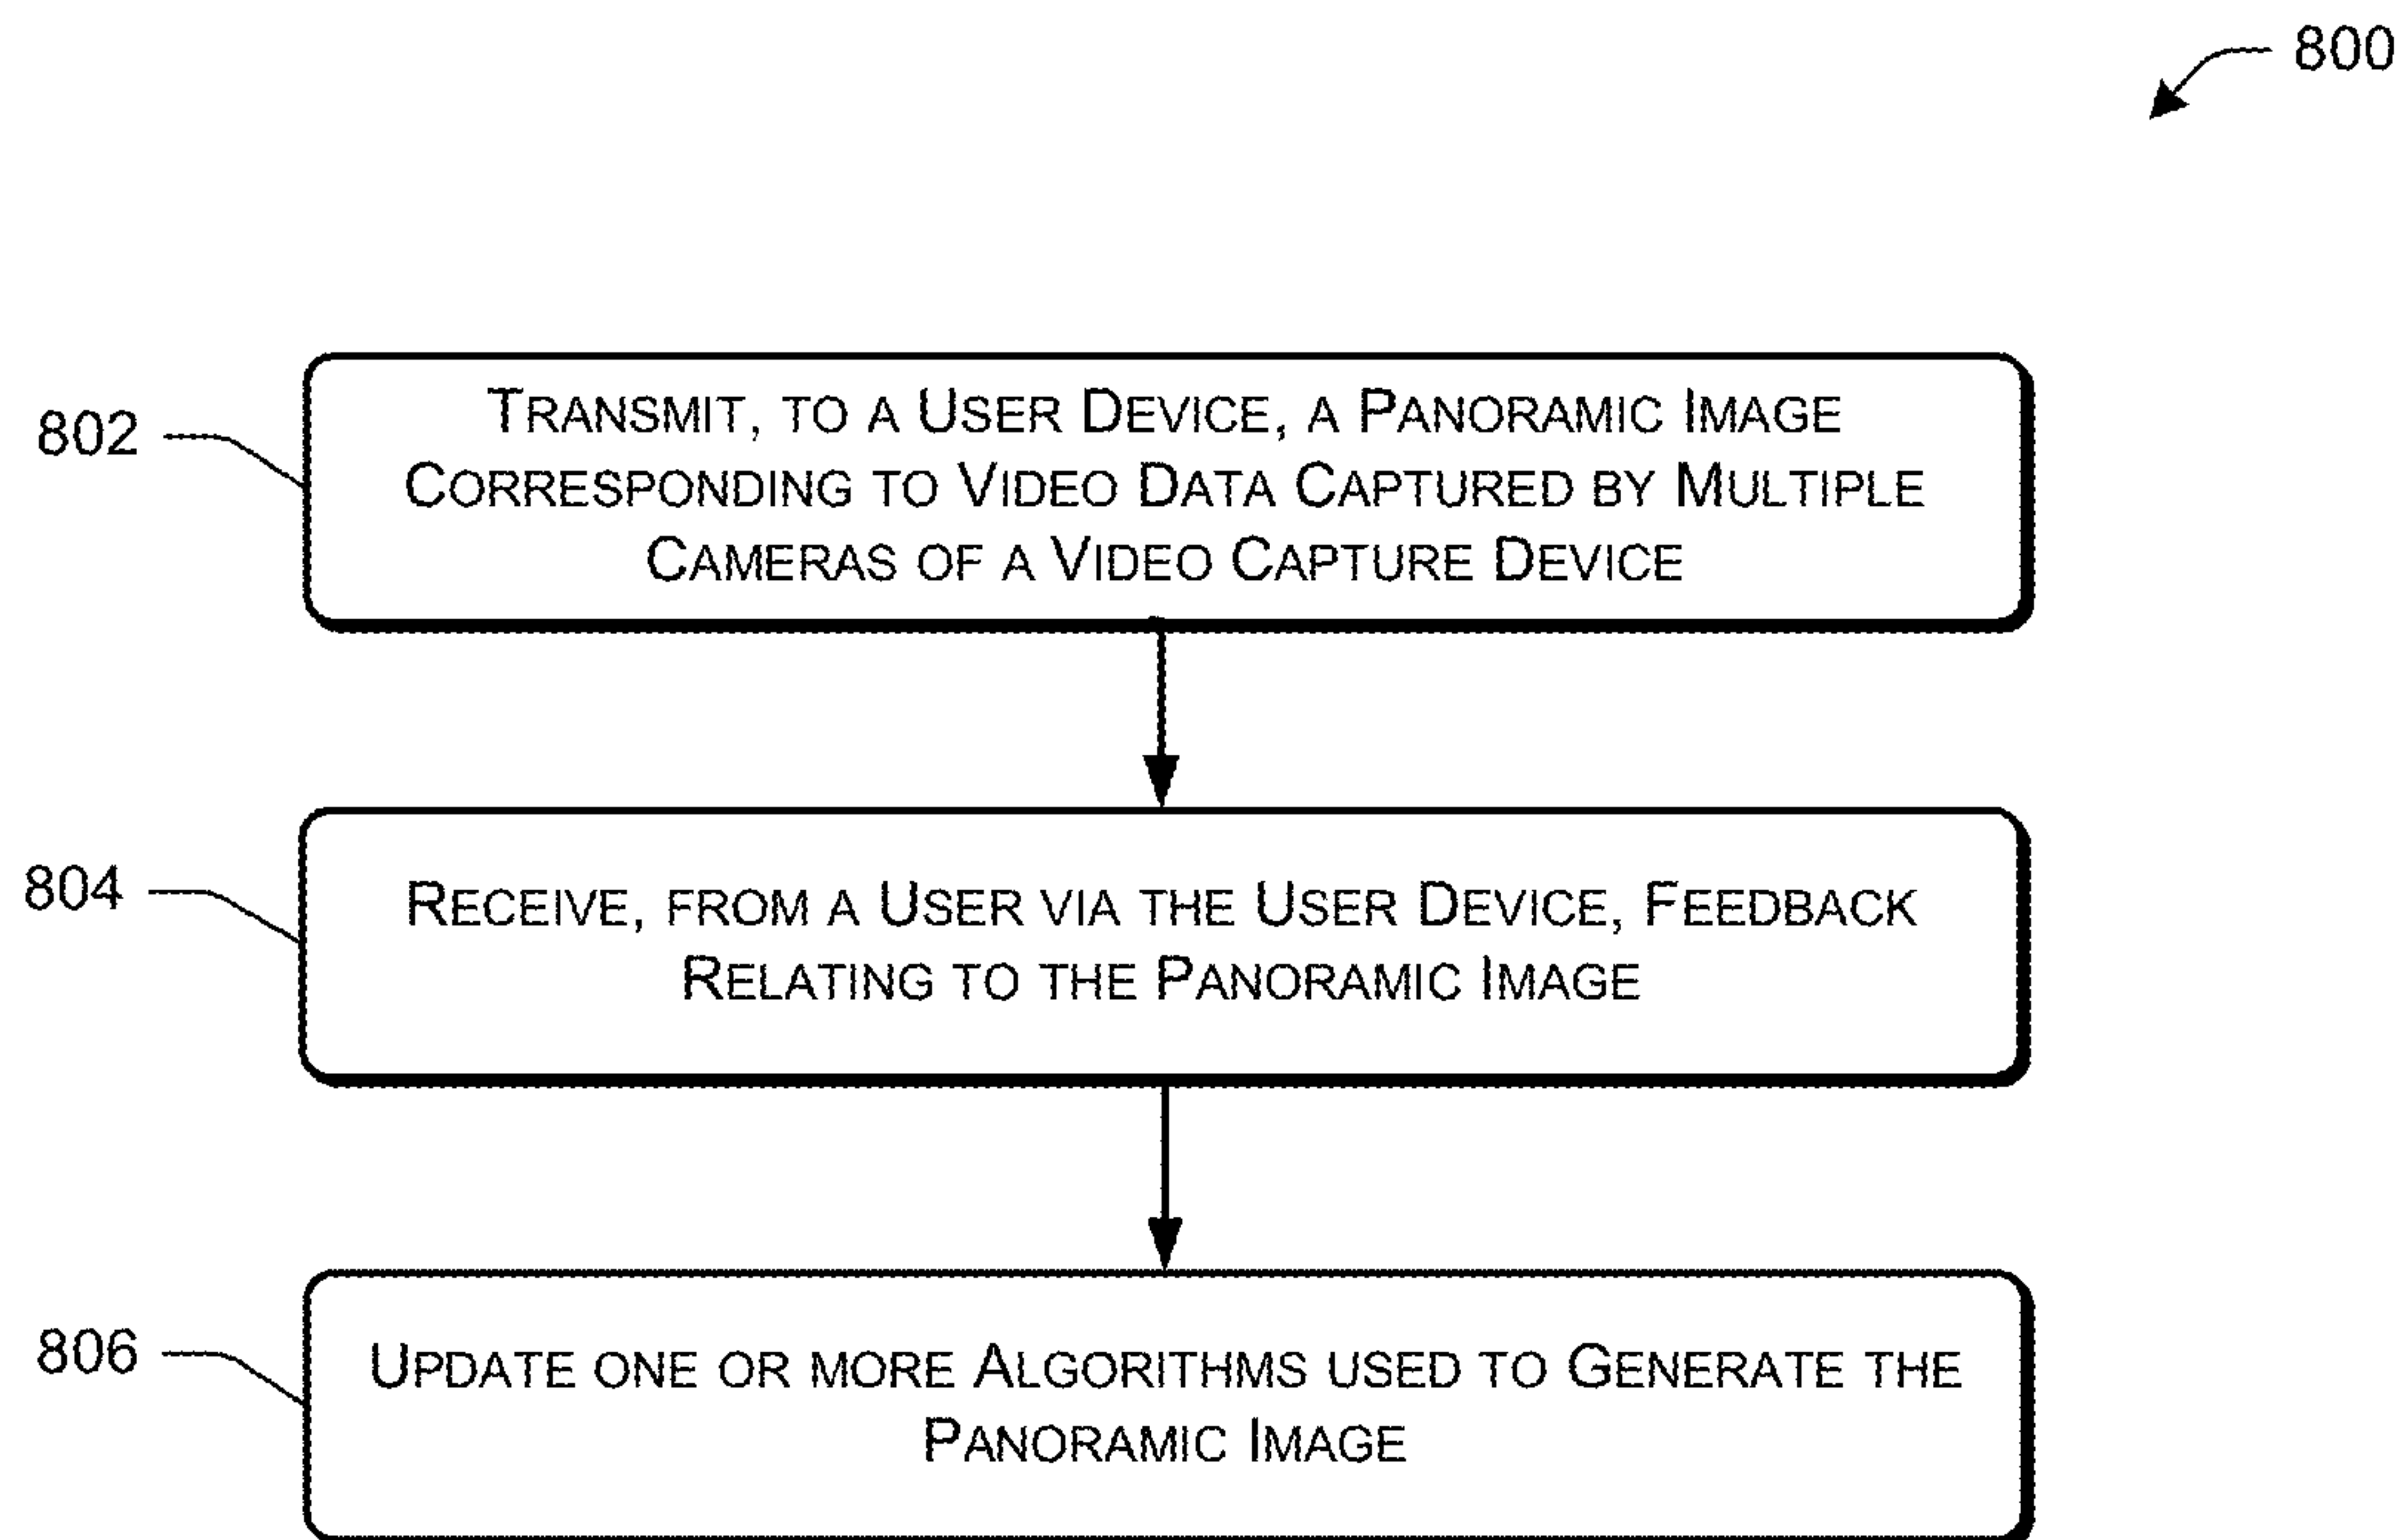 800
802
TRANSMIT, TO A USER DEVICE, A PANORAMIC IMAGE
CORRESPONDING TO VIDEO DATA CAPTURED BY MULTIPLE
CAMERAS OF A VIDEO CAPTURE DEVICE
804
RECEIVE, FROM A USER VIA THE USER DEVICE, FEEDBACK
RELATING TO THE PANORAMIC IMAGE
806
UPDATE ONE OR MORE ALGORITHMS USED TO GENERATE THE
PANORAMIC IMAGE